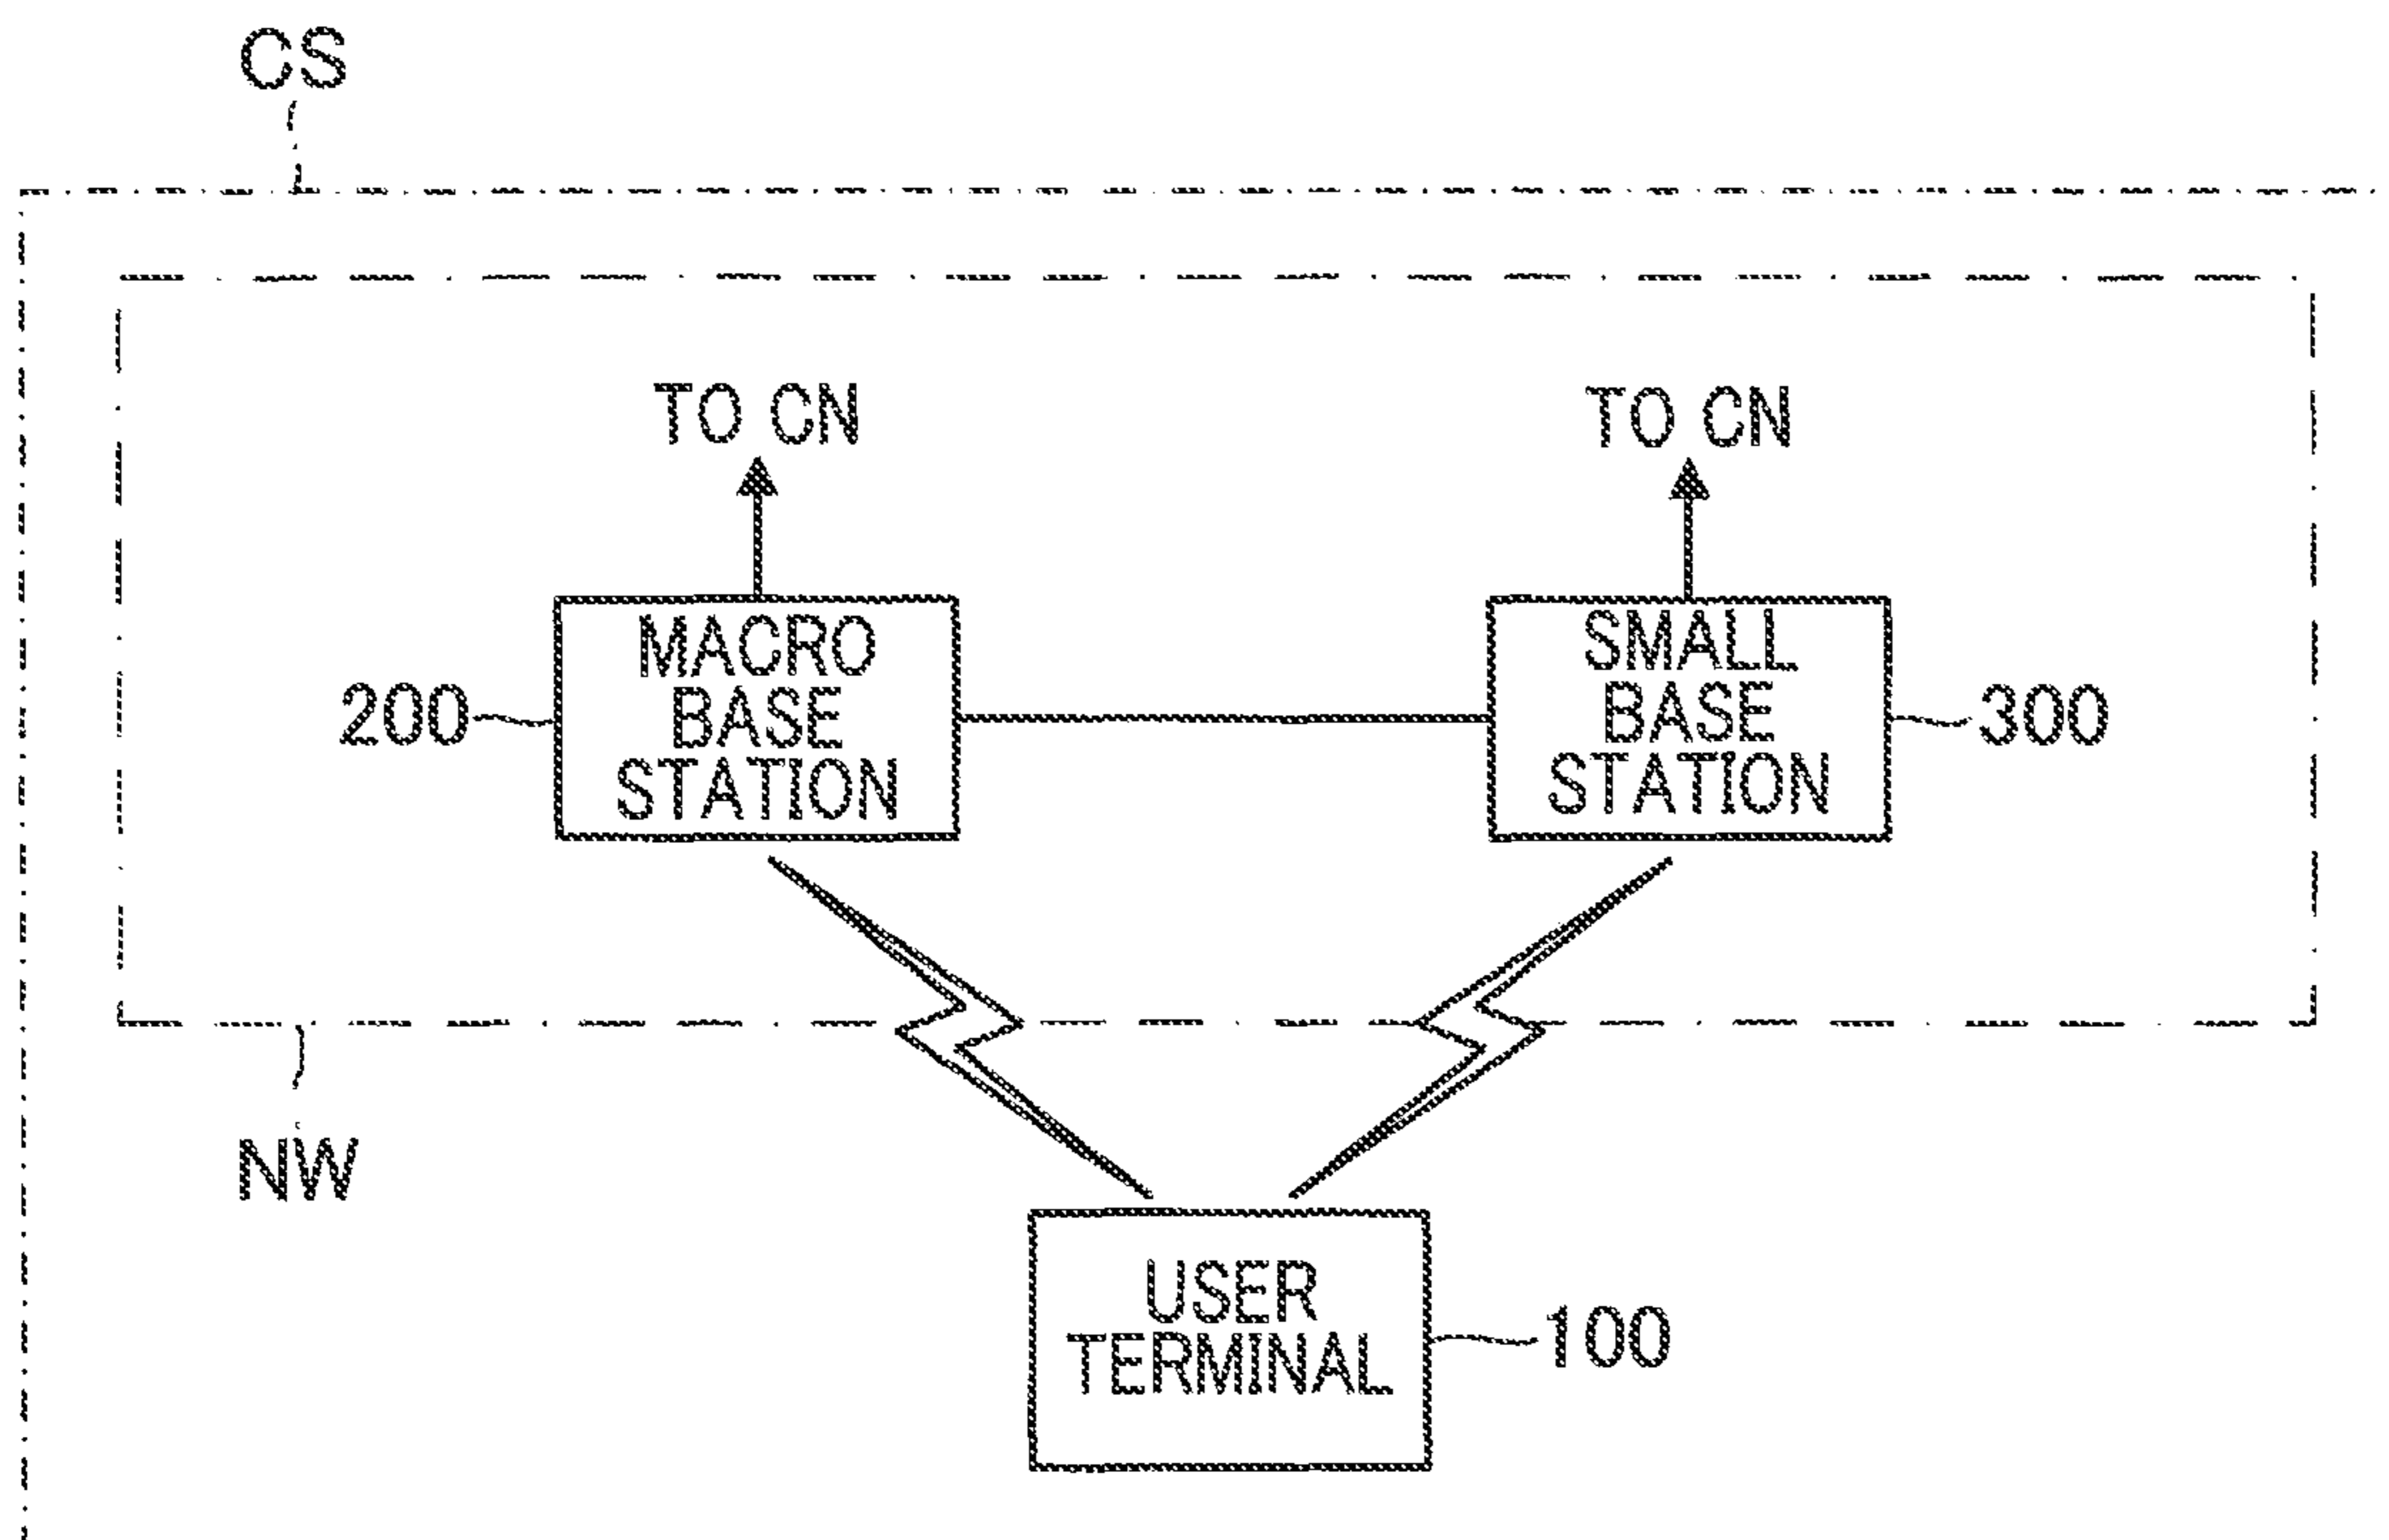 CS
TO CN
TO CN
MACRO
BASE
STATION
200
SMALL
BASE
STATION
300
NW
USER
TERMINAL
100